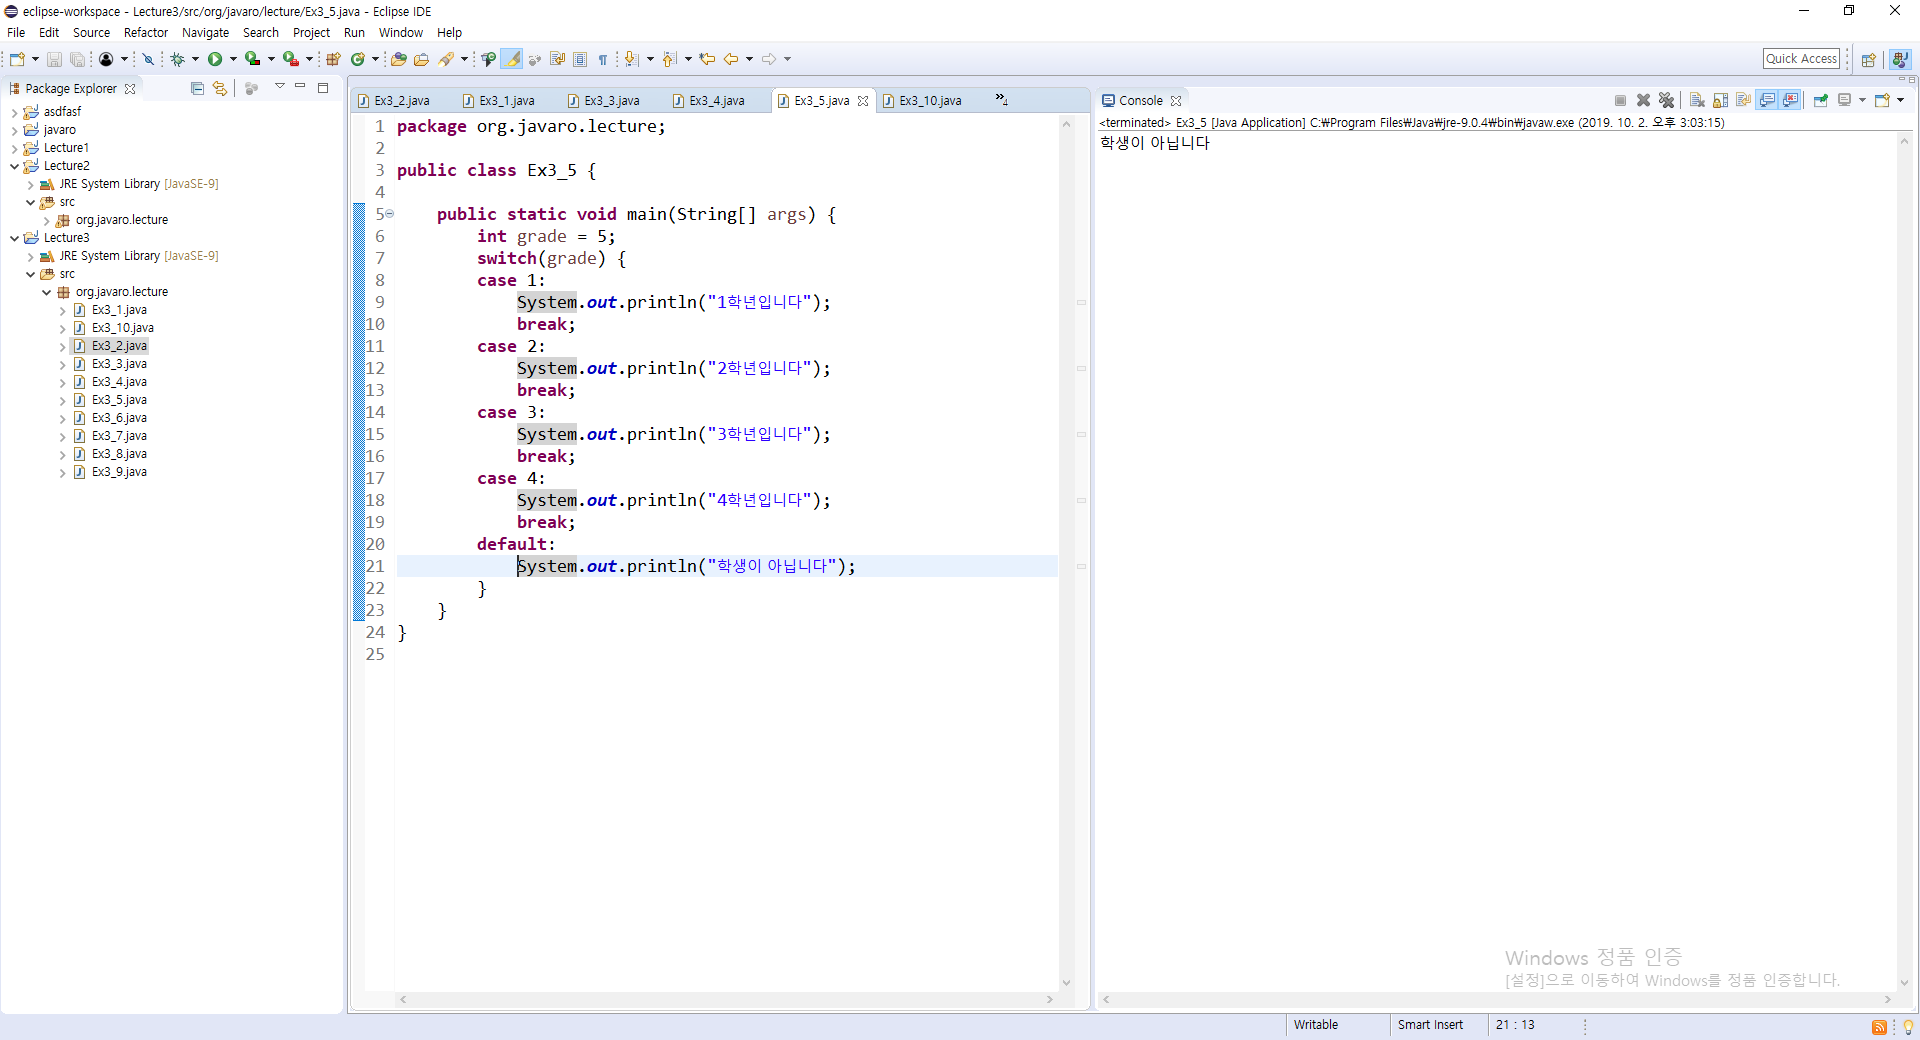 eclipse-workspace - Lecture3/src/org/javaro/lecture/Ex3_5.java - Eclipse IDE
File Edit Source Refactor Navigate Search Project Run Window Help
Quick Access
Package Explorer
asdfasf
javaro
Lecture1
Lecture2
JRE System Library [JavaSE-9]
src
org.javaro.lecture
Lecture3
JRE System Library [JavaSE-9]
src
org.javaro.lecture
Ex3_1.java
Ex3_10.java
Ex3_2.java
Ex3_3.java
Ex3_4.java
Ex3_5.java
Ex3_6.java
Ex3_7.java
Ex3_8.java
Ex3_9.java
Ex3_2.java Ex3_1.java Ex3_3.java Ex3_4.java Ex3_5.java Ex3_10.java »4
1 package org.javaro.lecture;
2
3 public class Ex3_5 {
4
5 public static void main(String[] args) {
6 int grade = 5;
7 switch(grade) {
8 case 1:
9 System.out.println("1학년입니다");
10 break;
11 case 2:
12 System.out.println("2학년입니다");
13 break;
14 case 3:
15 System.out.println("3학년입니다");
16 break;
17 case 4:
18 System.out.println("4학년입니다");
19 break;
20 default:
21 System.out.println("학생이 아닙니다");
22 }
23 }
24 }
25
Console
<terminated> Ex3_5 [Java Application] C:₩Program Files₩Java₩jre-9.0.4₩bin₩javaw.exe (2019. 10. 2. 오후 3:03:15)
학생이 아닙니다
Windows 정품 인증
[설정]으로 이동하여 Windows를 정품 인증합니다.
Writable Smart Insert 21 : 13